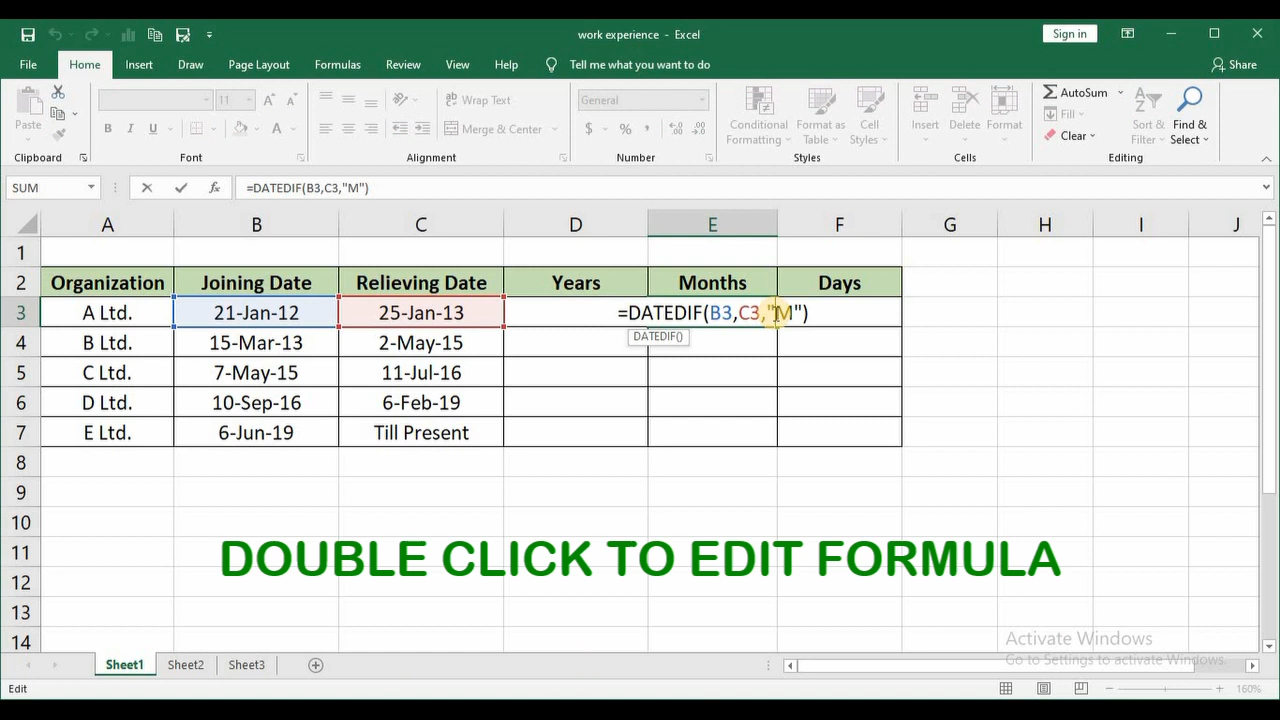 work experience - Excel
Sign in
File Home Insert Draw Page Layout Formulas Review View Help Tell me what you want to do Share
Paste
Clipboard
11
B I U A
Font
Wrap Text
Merge & Center
Alignment
General
$ % ,
Number
Conditional Formatting
Format as Table
Cell Styles
Styles
Insert Delete Format
Cells
AutoSum
Fill
Clear
Sort & Filter
Find & Select
Editing
SUM fx =DATEDIF(B3,C3,"M")
A B C D E F G H I J
1
2 Organization Joining Date Relieving Date Years Months Days
3 A Ltd. 21-Jan-12 25-Jan-13 =DATEDIF(B3,C3,"M")
DATEDIF()
4 B Ltd. 15-Mar-13 2-May-15
5 C Ltd. 7-May-15 11-Jul-16
6 D Ltd. 10-Sep-16 6-Feb-19
7 E Ltd. 6-Jun-19 Till Present
8
9
10
11
DOUBLE CLICK TO EDIT FORMULA
12
13
14
Activate Windows
Go to Settings to activate Windows.
Sheet1 Sheet2 Sheet3
Edit 160%